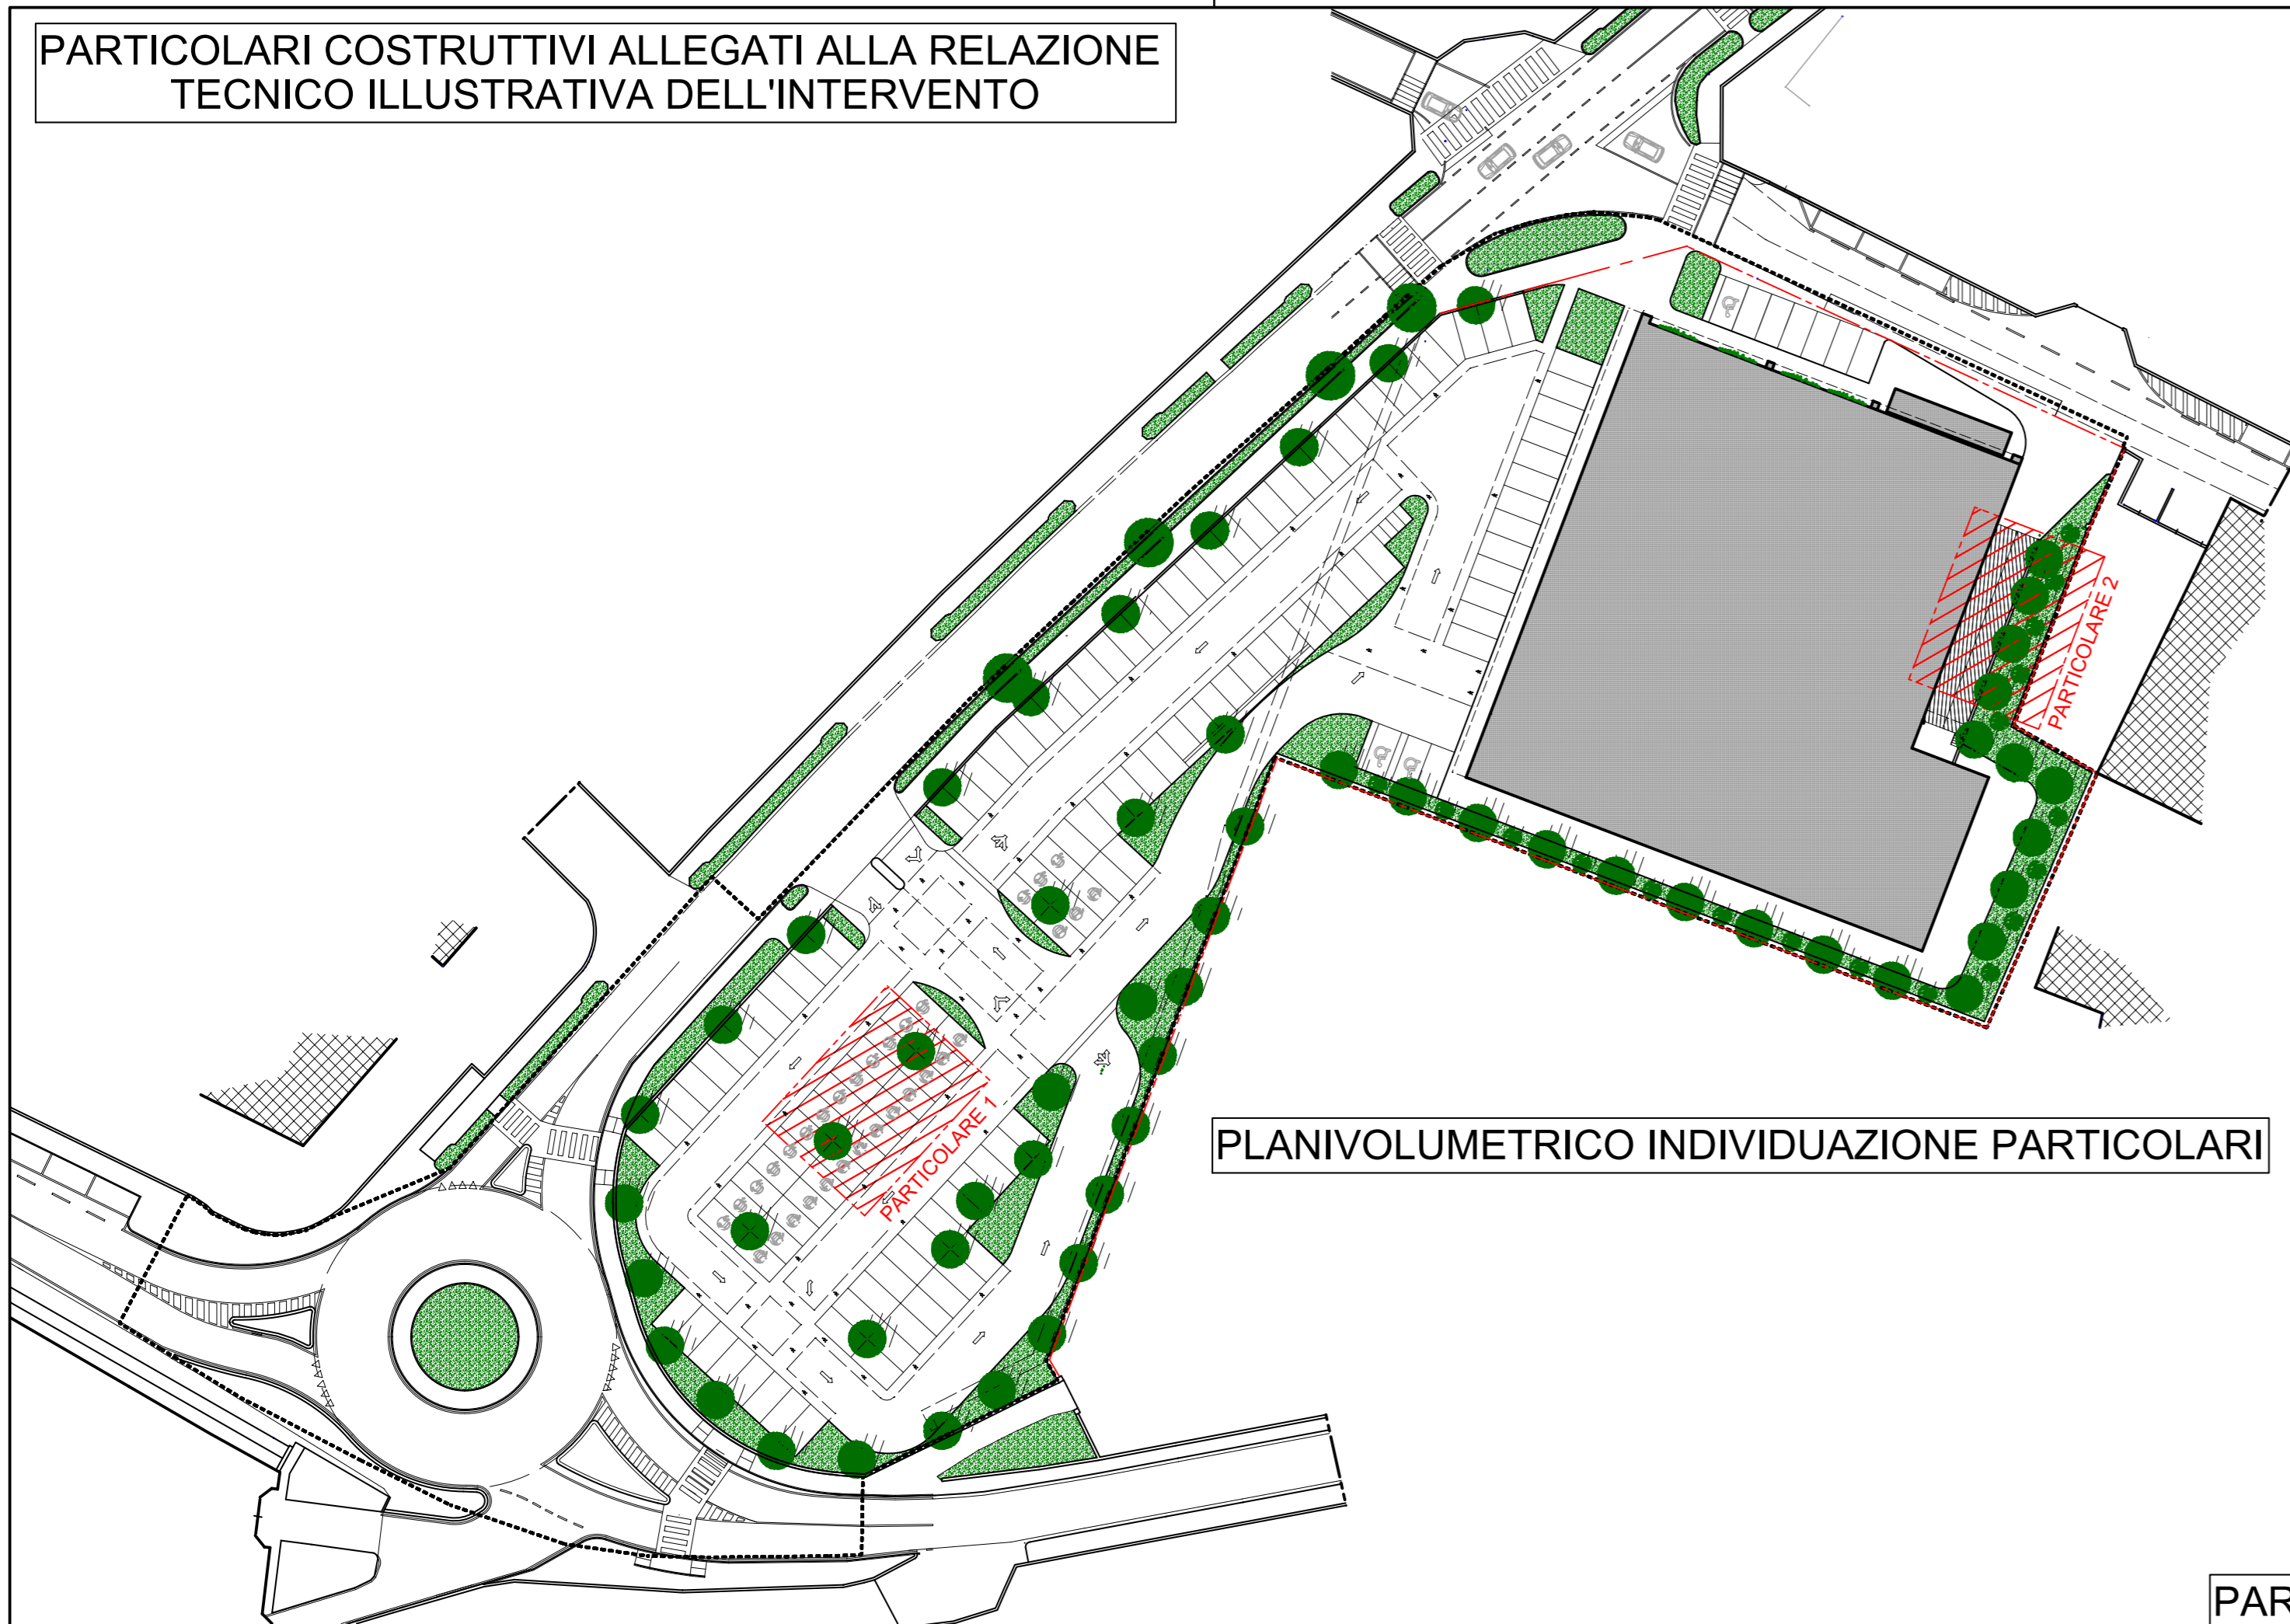 PARTICOLARI COSTRUTTIVI ALLEGATI ALLA RELAZIONE
TECNICO ILLUSTRATIVA DELL'INTERVENTO
PARTICOLARE 2
PARTICOLARE 1
PLANIVOLUMETRICO INDIVIDUAZIONE PARTICOLARI
PAR